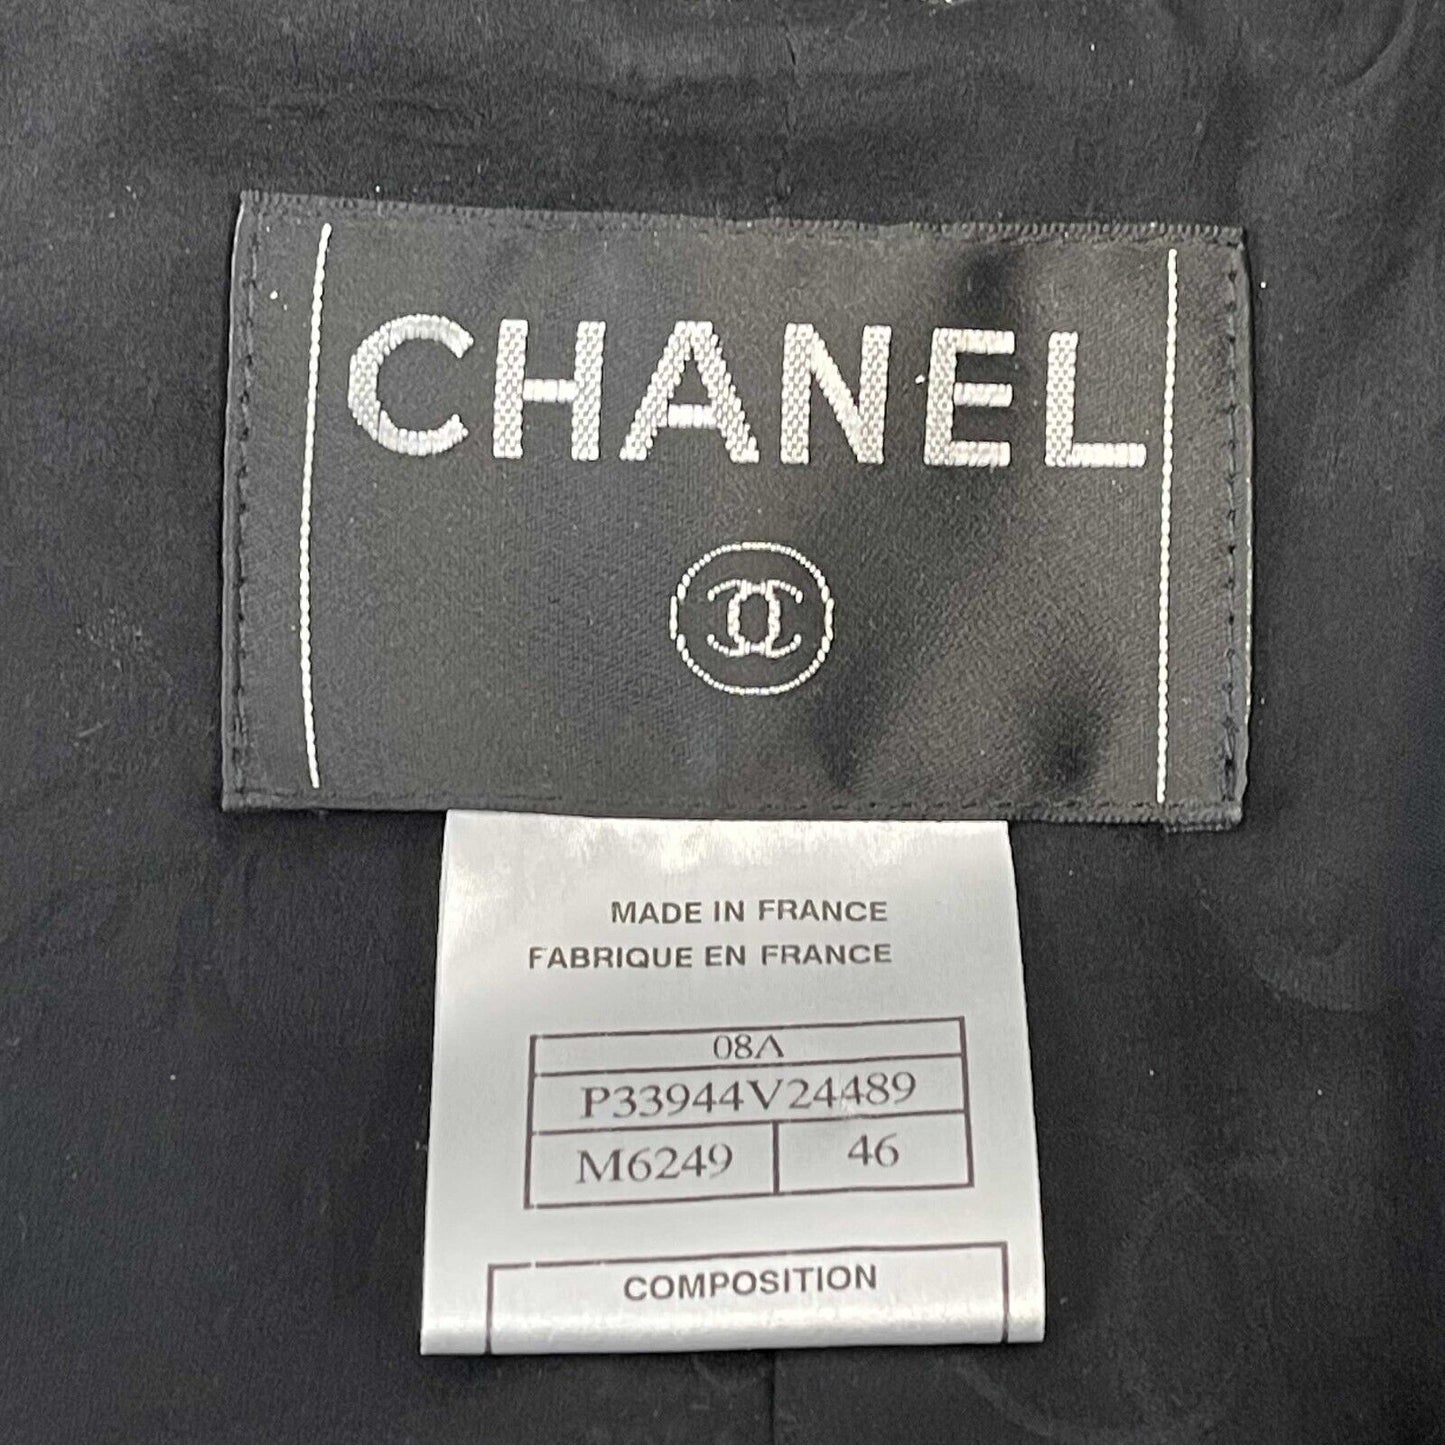 CHANEL
MADE IN FRANCE
FABRIQUE EN FRANCE
08A
P33944V24489
M6249 46
COMPOSITION